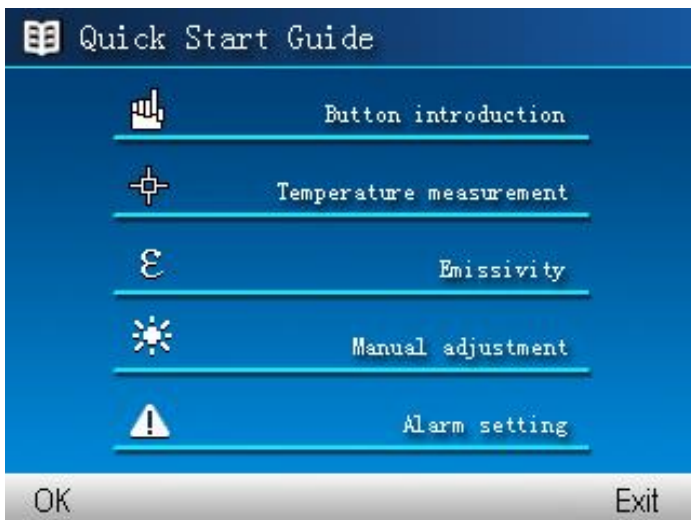 Quick Start Guide
Button introduction
Temperature measurement
ε Emissivity
Manual adjustment
Alarm setting
OK Exit